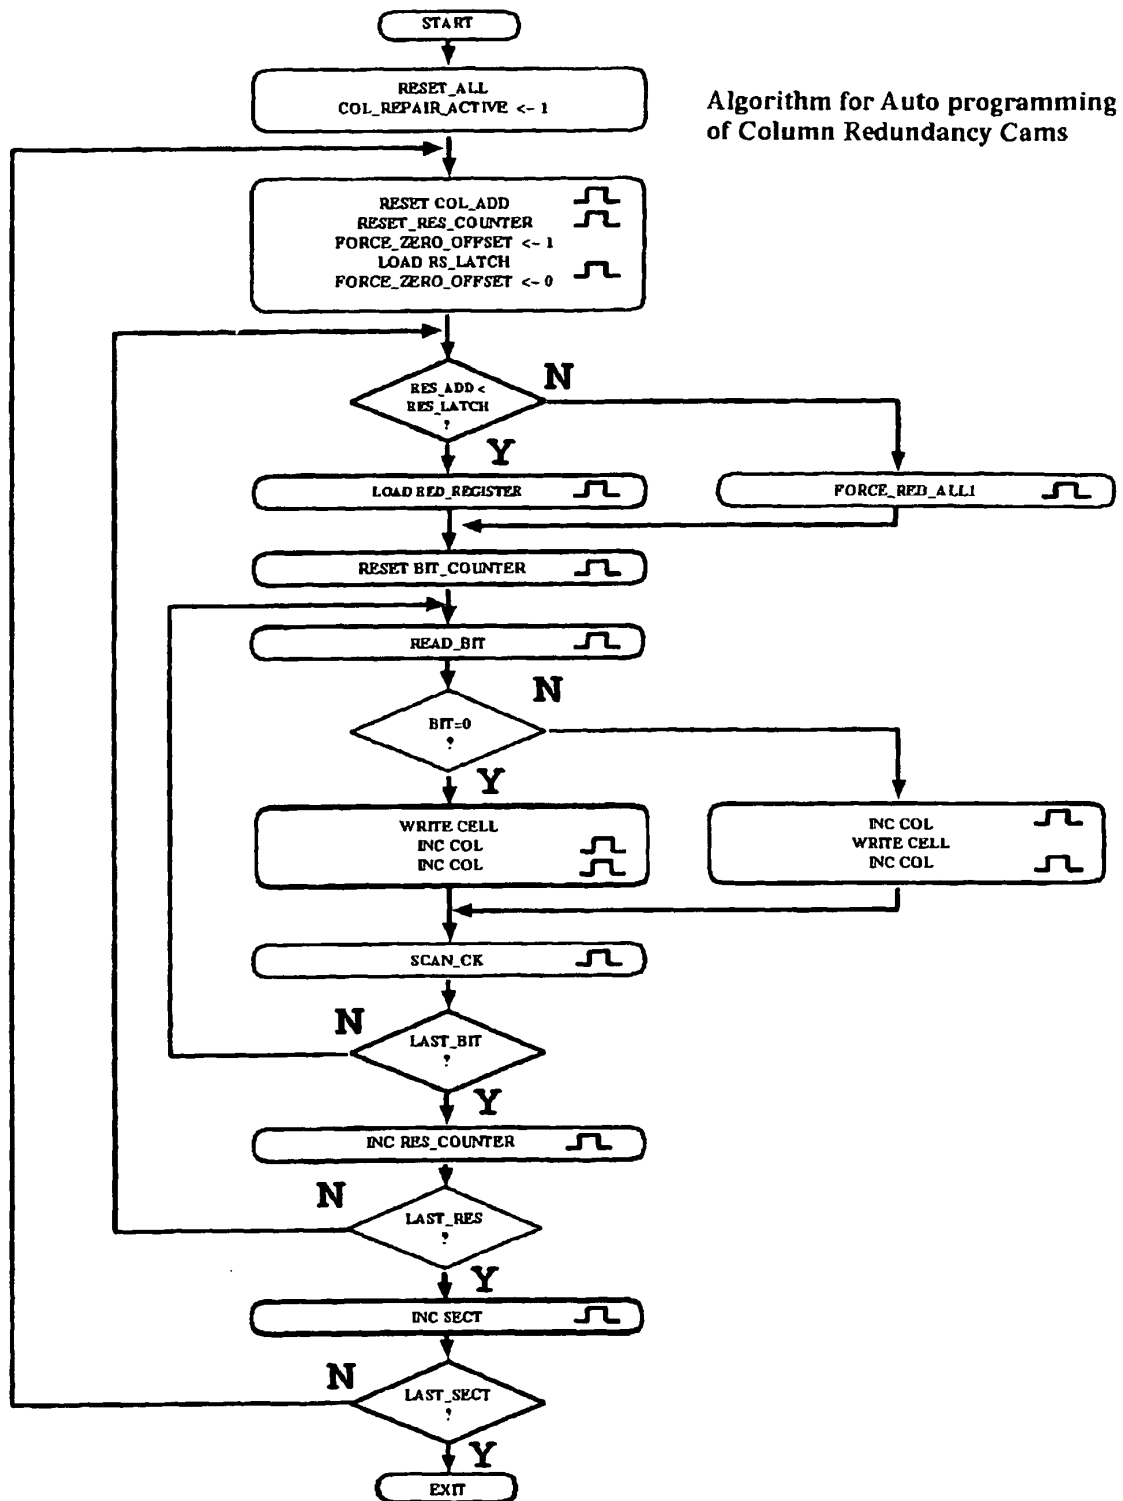 START
RESET_ALL
COL_REPAIR_ACTIVE <- 1
Algorithm for Auto programming
of Column Redundancy Cams
RESET COL_ADD
RESET_RES_COUNTER
FORCE_ZERO_OFFSET <- 1
LOAD RS_LATCH
FORCE_ZERO_OFFSET <- 0
RES_ADD <
RES_LATCH
?
N
Y
LOAD RED_REGISTER
FORCE_RED_ALL1
RESET BIT_COUNTER
READ_BIT
N
BIT=0
?
Y
WRITE CELL
INC COL
INC COL
INC COL
WRITE CELL
INC COL
SCAN_CK
N
LAST_BIT
?
Y
INC RES_COUNTER
N
LAST_RES
?
Y
INC SECT
N
LAST_SECT
?
Y
EXIT